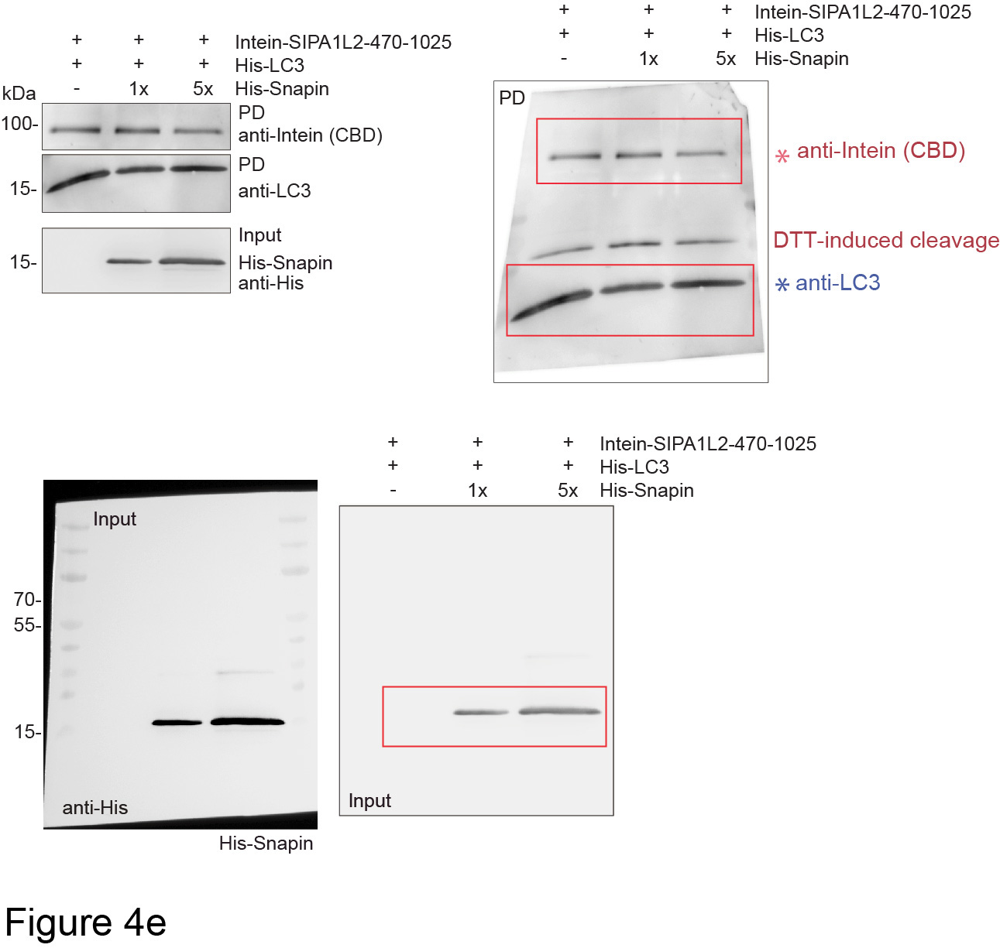 + + + Intein-SIPA1L2-470-1025
+ + + His-LC3
kDa - 1x 5x His-Snapin
100- PD
anti-Intein (CBD)
PD
15- anti-LC3
Input
15- His-Snapin
anti-His
+ + + Intein-SIPA1L2-470-1025
+ + + His-LC3
- 1x 5x His-Snapin
PD
* anti-Intein (CBD)
DTT-induced cleavage
* anti-LC3
Input
70-
55-
15-
anti-His
His-Snapin
+ + + Intein-SIPA1L2-470-1025
+ + + His-LC3
- 1x 5x His-Snapin
Input
Figure 4e